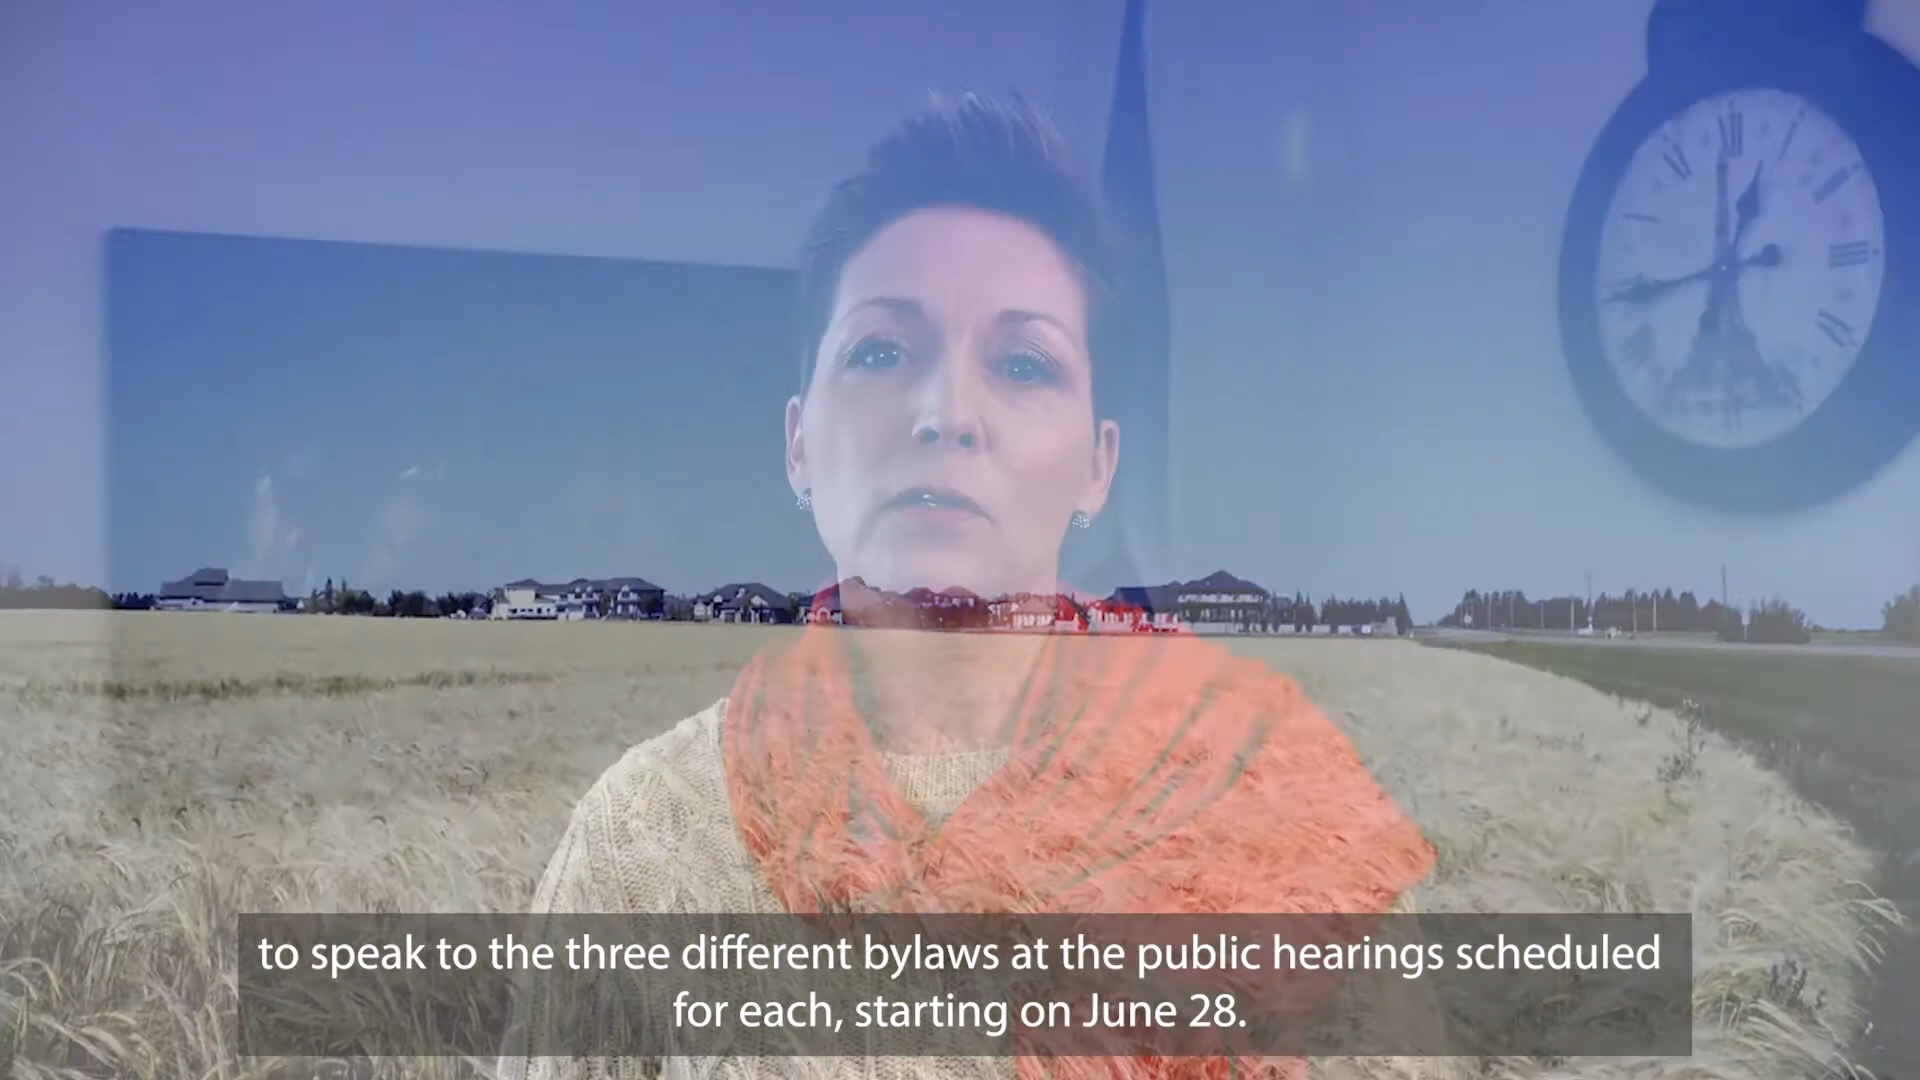 to speak to the three different bylaws at the public hearings scheduled
for each, starting on June 28.